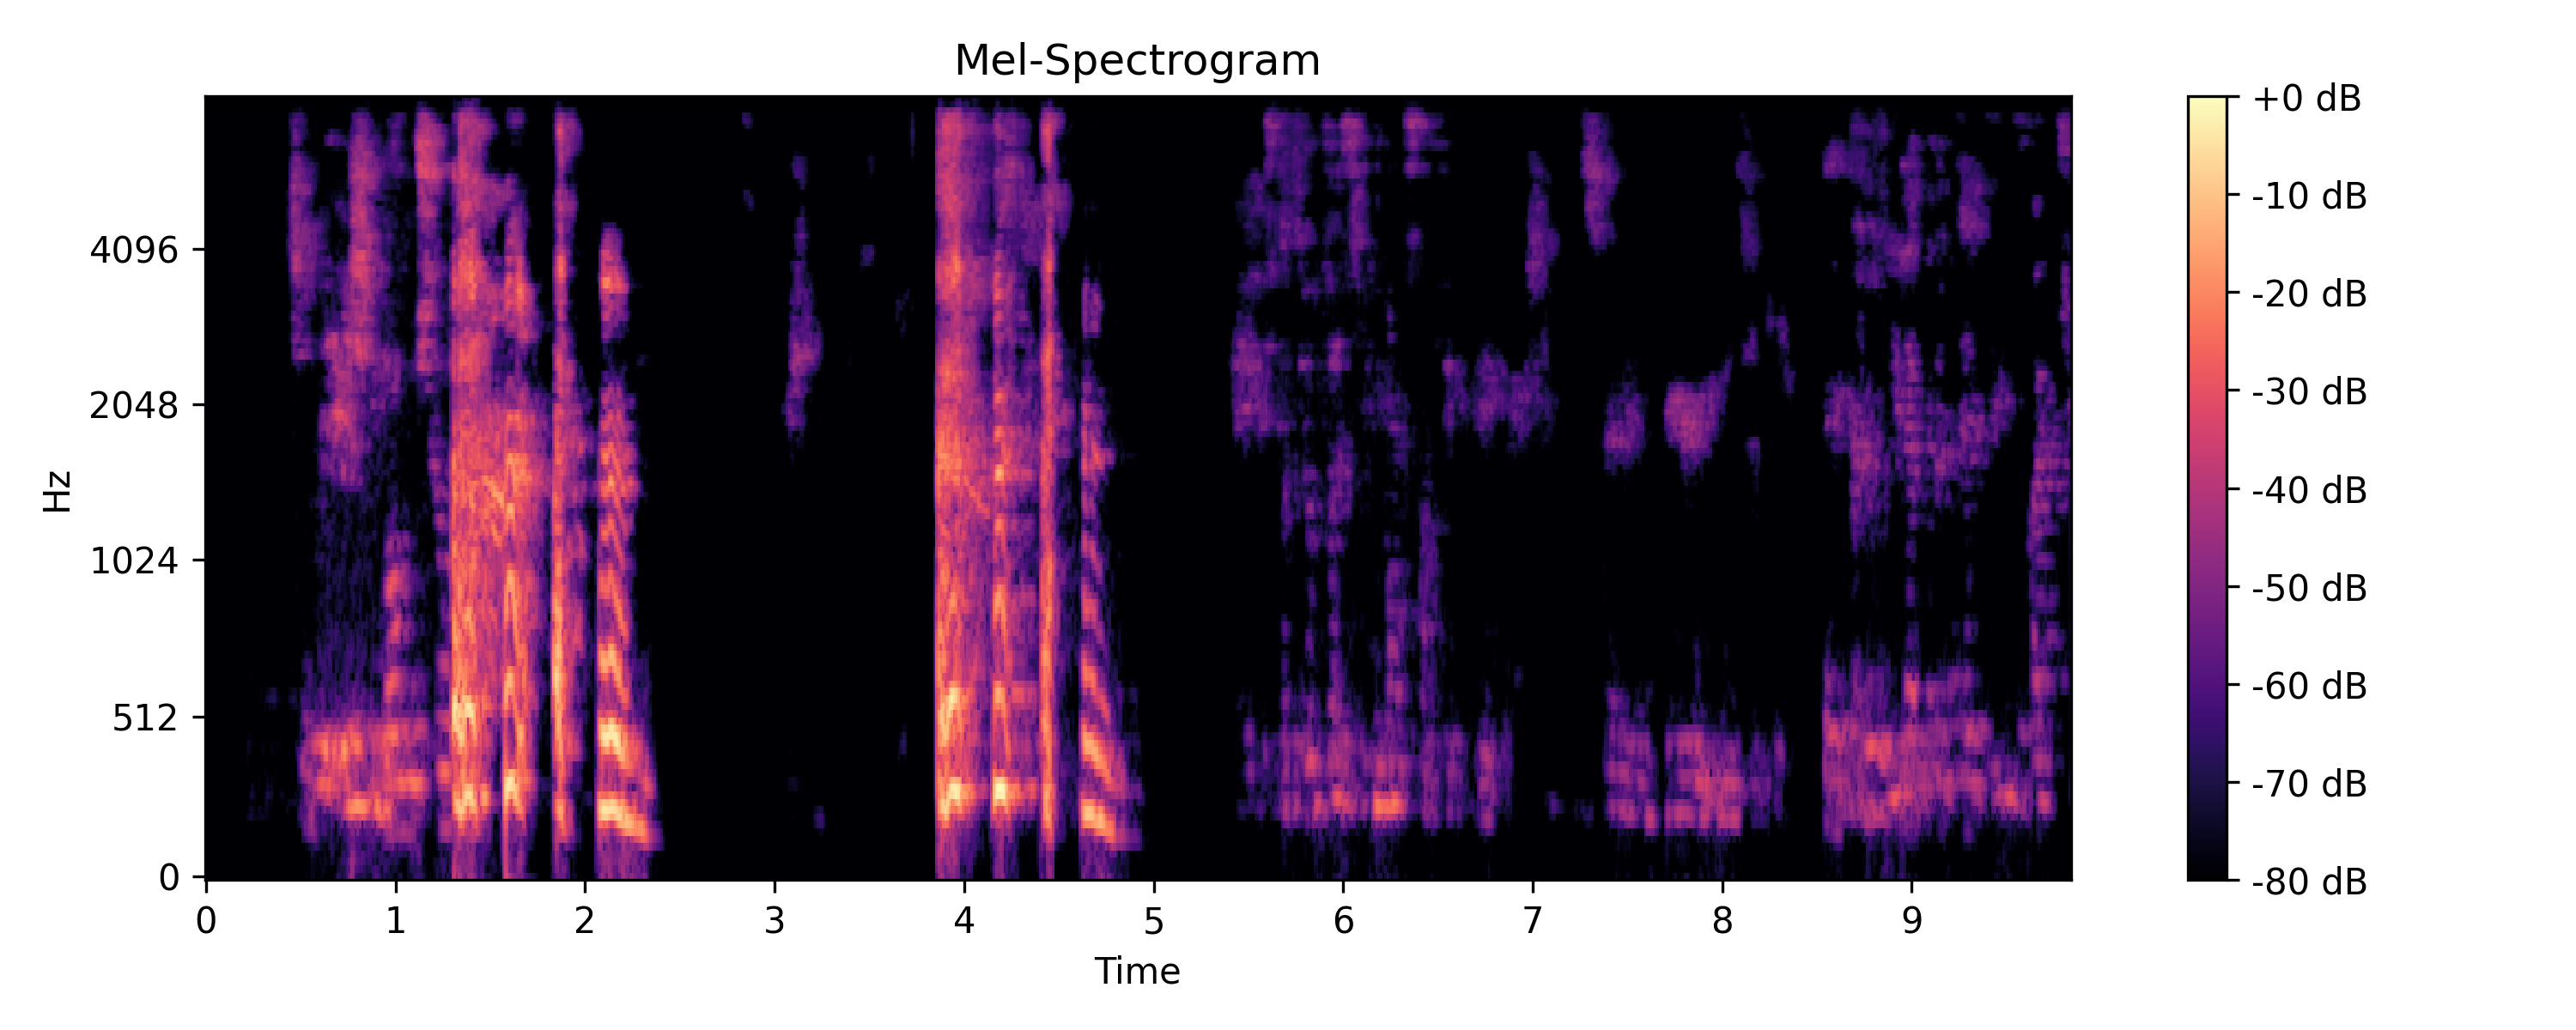 Mel-Spectrogram
Hz
4096
2048
1024
512
0
0 1 2 3 4 5 6 7 8 9
Time
+0 dB
-10 dB
-20 dB
-30 dB
-40 dB
-50 dB
-60 dB
-70 dB
-80 dB